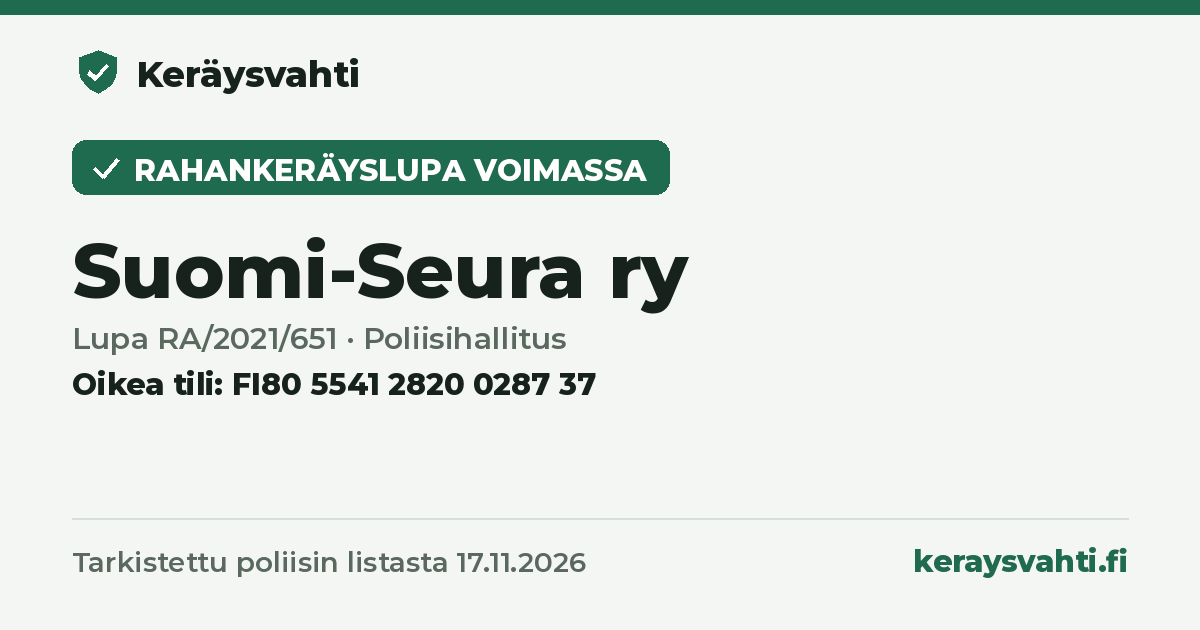 Keräysvahti
RAHANKERÄYSLUPA VOIMASSA
Suomi-Seura ry
Lupa RA/2021/651 · Poliisihallitus
Oikea tili: FI80 5541 2820 0287 37
Tarkistettu poliisin listasta 17.11.2026
keraysvahti.fi